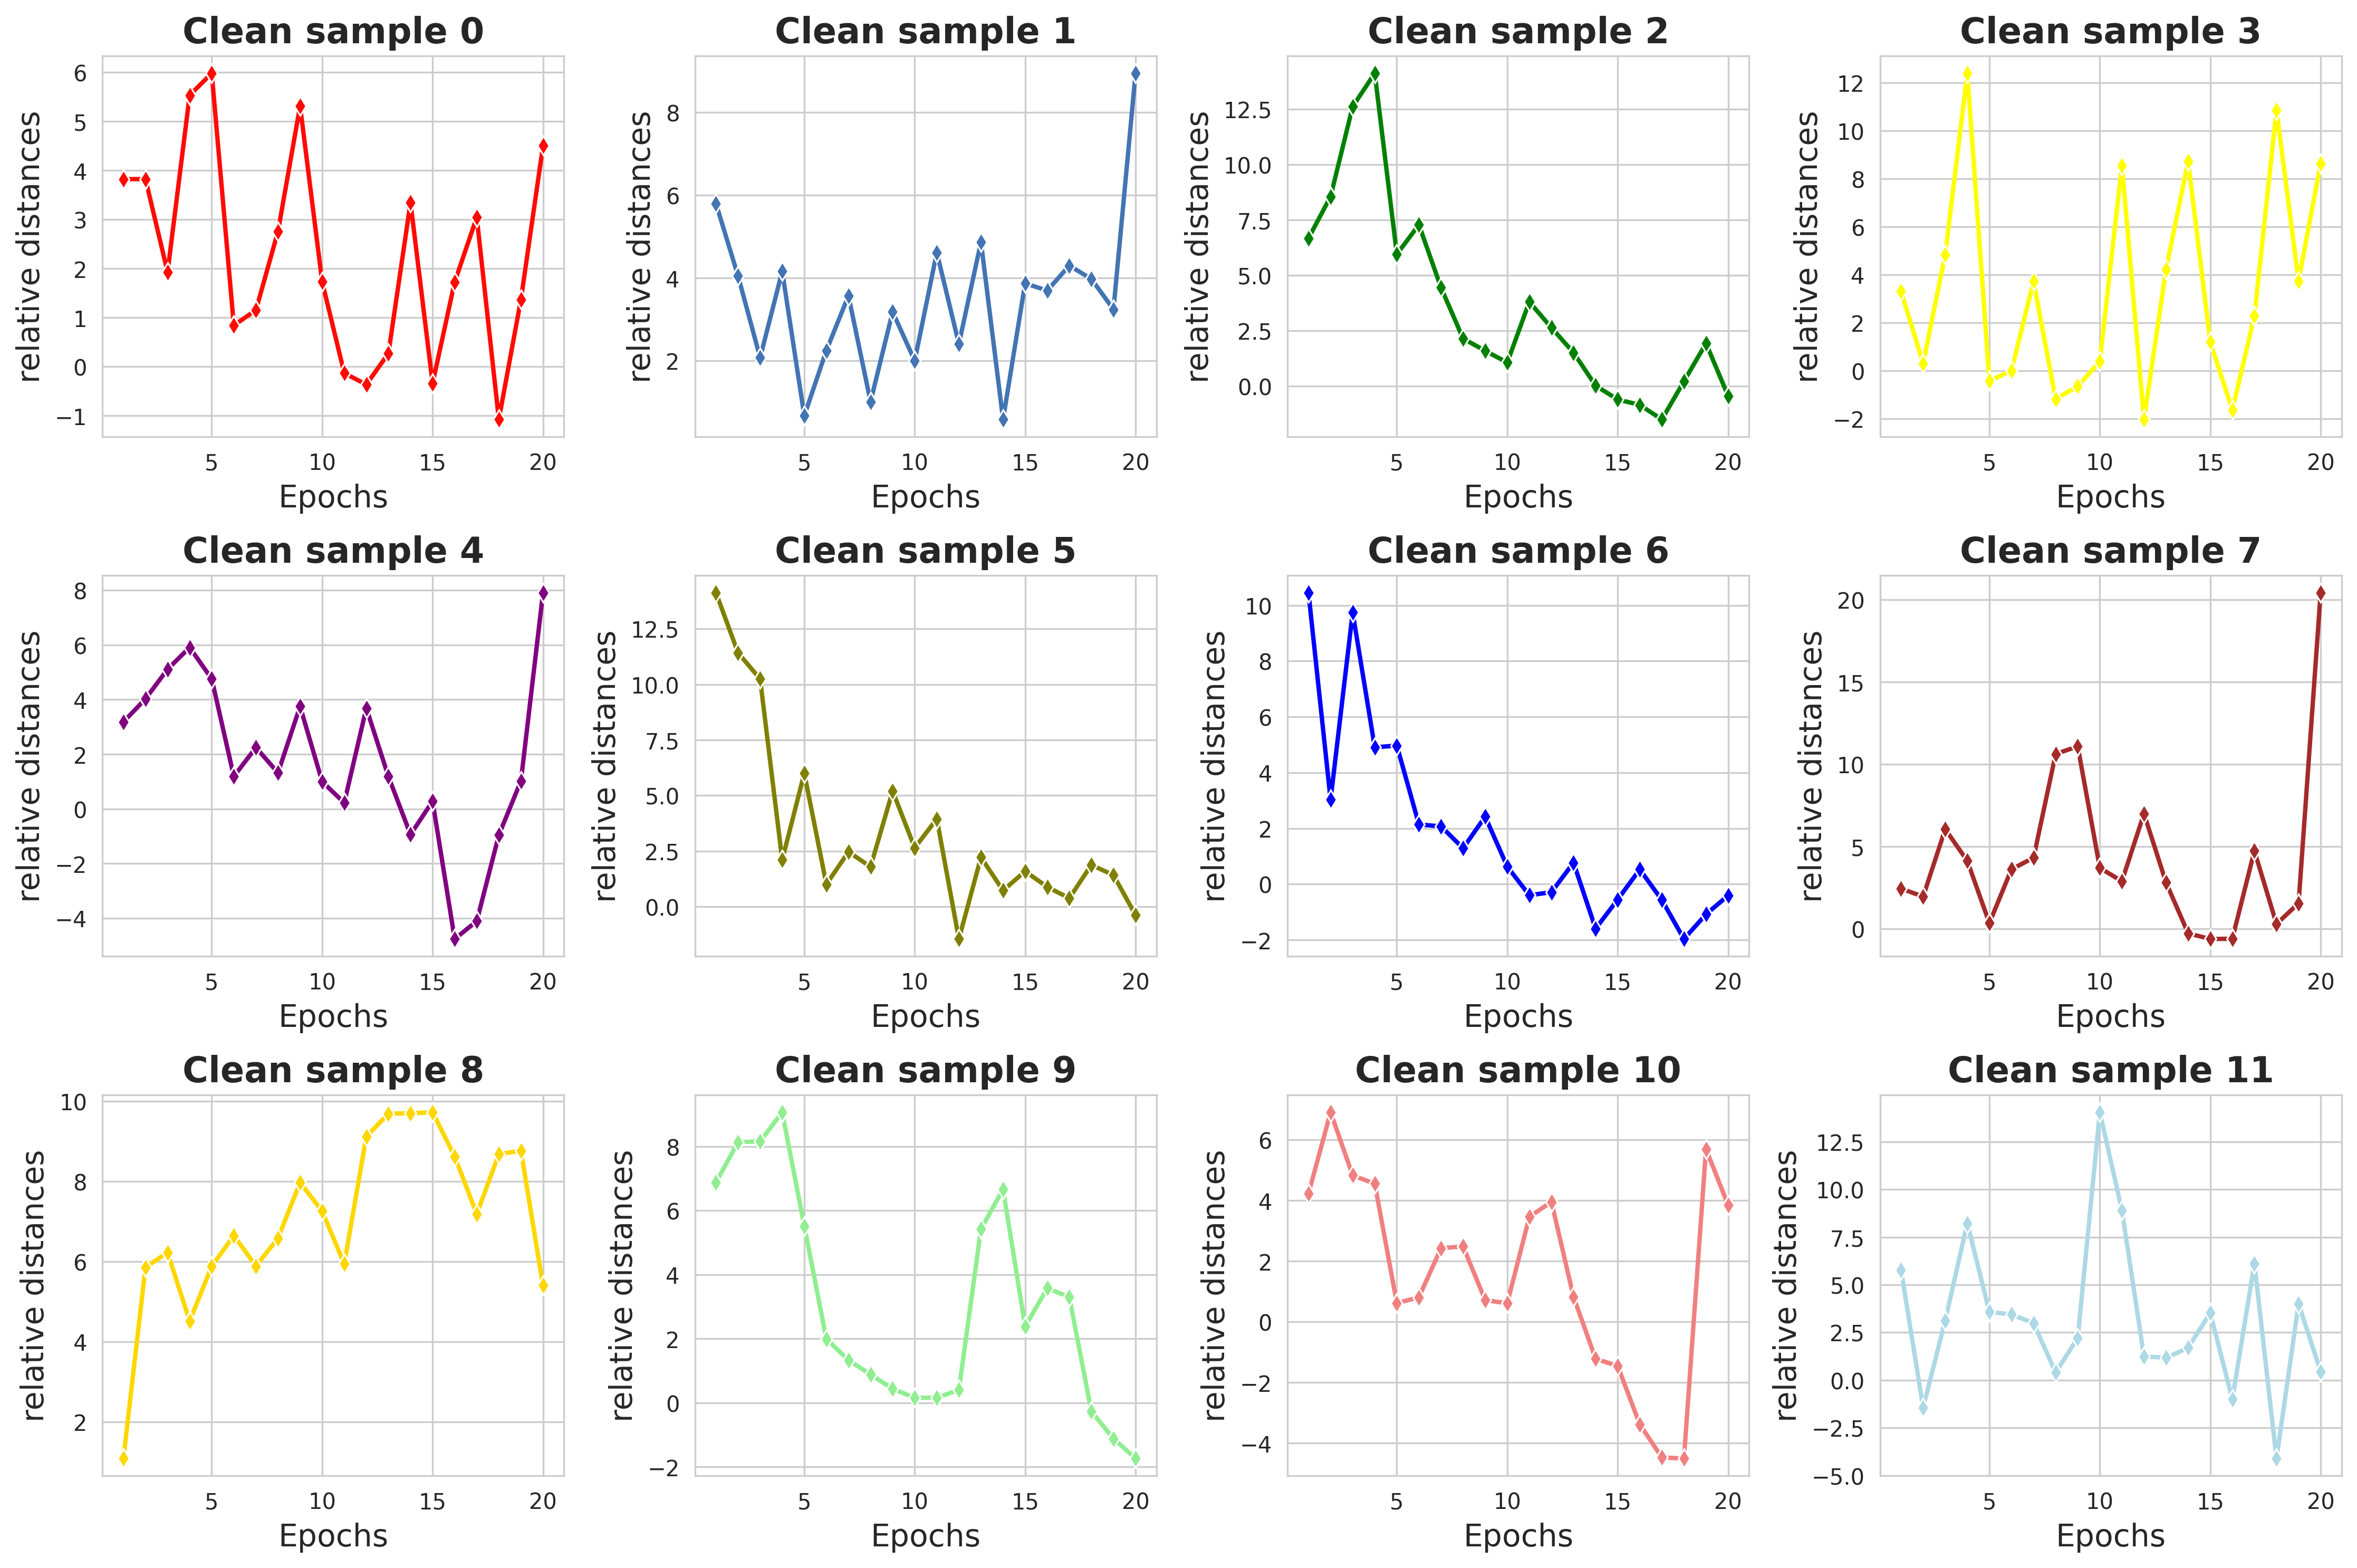 Clean sample 0
6
5
4
3
2
1
0
−1
relative distances
5 10 15 20
Epochs
Clean sample 1
8
6
4
2
relative distances
5 10 15 20
Epochs
Clean sample 2
12.5
10.0
7.5
5.0
2.5
0.0
relative distances
5 10 15 20
Epochs
Clean sample 3
12
10
8
6
4
2
0
−2
relative distances
5 10 15 20
Epochs
Clean sample 4
8
6
4
2
0
−2
−4
relative distances
5 10 15 20
Epochs
Clean sample 5
12.5
10.0
7.5
5.0
2.5
0.0
relative distances
5 10 15 20
Epochs
Clean sample 6
10
8
6
4
2
0
−2
relative distances
5 10 15 20
Epochs
Clean sample 7
20
15
10
5
0
relative distances
5 10 15 20
Epochs
Clean sample 8
10
8
6
4
2
relative distances
5 10 15 20
Epochs
Clean sample 9
8
6
4
2
0
−2
relative distances
5 10 15 20
Epochs
Clean sample 10
6
4
2
0
−2
−4
relative distances
5 10 15 20
Epochs
Clean sample 11
12.5
10.0
7.5
5.0
2.5
0.0
−2.5
−5.0
relative distances
5 10 15 20
Epochs